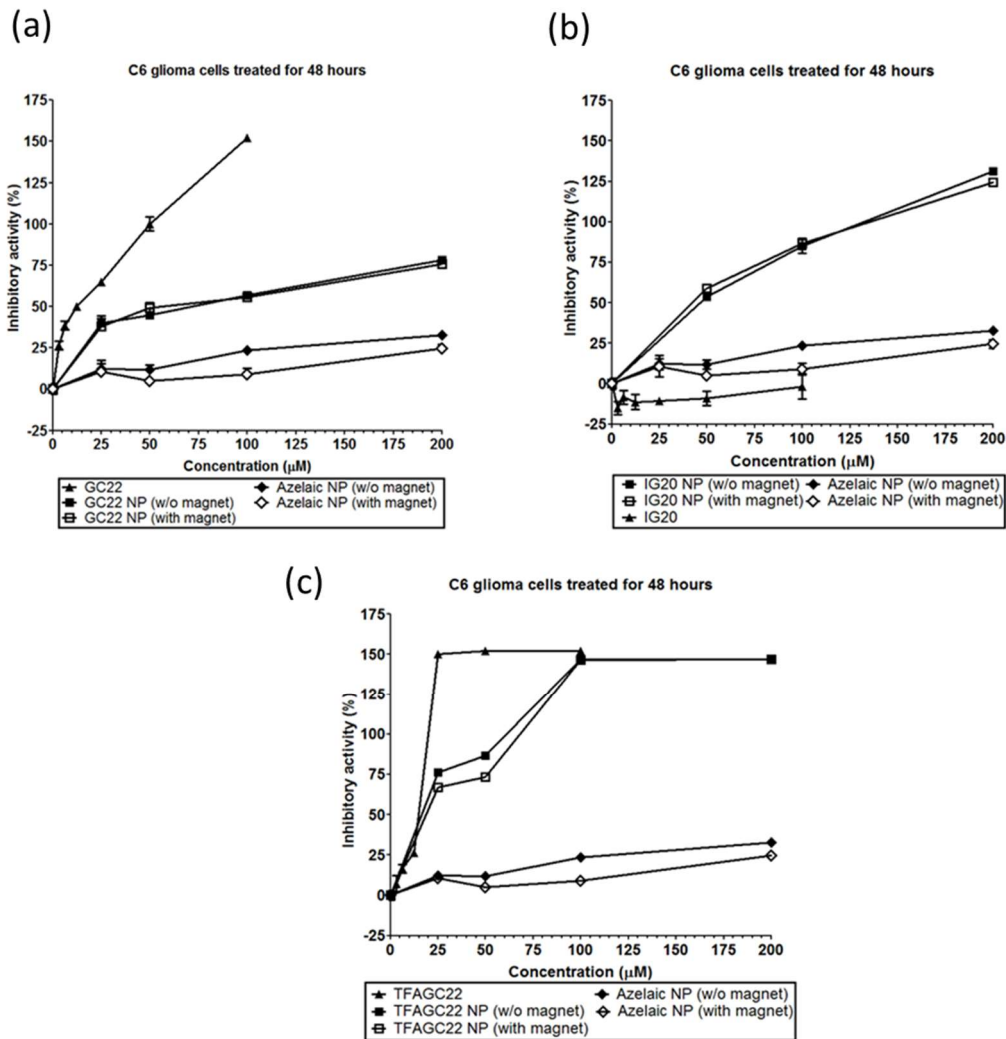 (a)
C6 glioma cells treated for 48 hours
Inhibitory activity (%)
175
150
125
100
75
50
25
0
-25
0 25 50 75 100 125 150 175 200
Concentration (μM)
GC22 Azelaic NP (w/o magnet)
GC22 NP (w/o magnet) Azelaic NP (with magnet)
GC22 NP (with magnet)
(b)
C6 glioma cells treated for 48 hours
Inhibitory activity (%)
175
150
125
100
75
50
25
0
-25
0 25 50 75 100 125 150 175 200
Concentration (μM)
IG20 NP (w/o magnet) Azelaic NP (w/o magnet)
IG20 NP (with magnet) Azelaic NP (with magnet)
IG20
(c)
C6 glioma cells treated for 48 hours
Inhibitory activity (%)
175
150
125
100
75
50
25
0
-25
0 25 50 75 100 125 150 175 200
Concentration (μM)
TFAGC22 Azelaic NP (w/o magnet)
TFAGC22 NP (w/o magnet) Azelaic NP (with magnet)
TFAGC22 NP (with magnet)